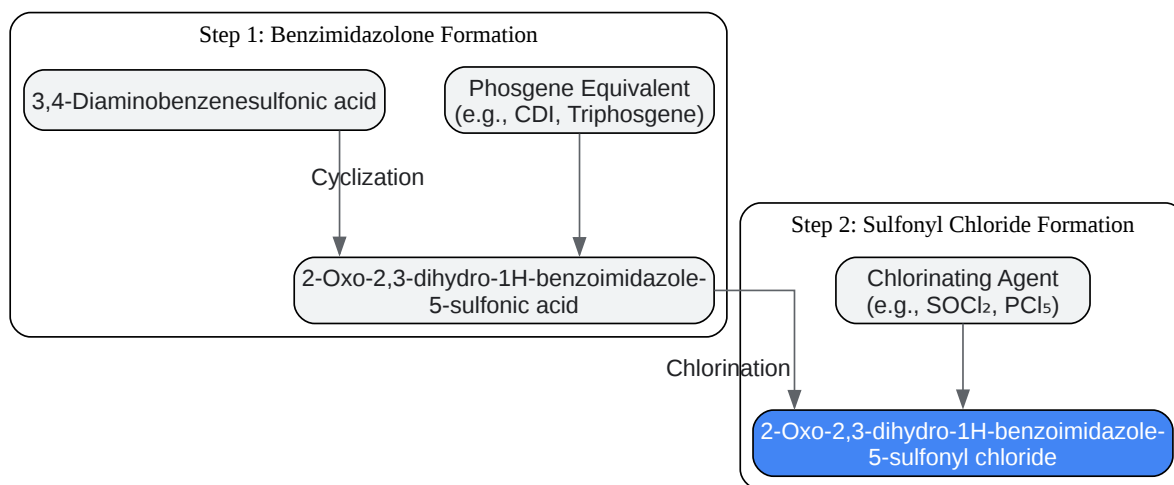 Step 1: Benzimidazolone Formation
3,4-Diaminobenzenesulfonic acid
Phosgene Equivalent
(e.g., CDI, Triphosgene)
Cyclization
2-Oxo-2,3-dihydro-1H-benzoimidazole-
5-sulfonic acid
Step 2: Sulfonyl Chloride Formation
Chlorinating Agent
(e.g., SOCl₂, PCl₅)
Chlorination
2-Oxo-2,3-dihydro-1H-benzoimidazole-
5-sulfonyl chloride